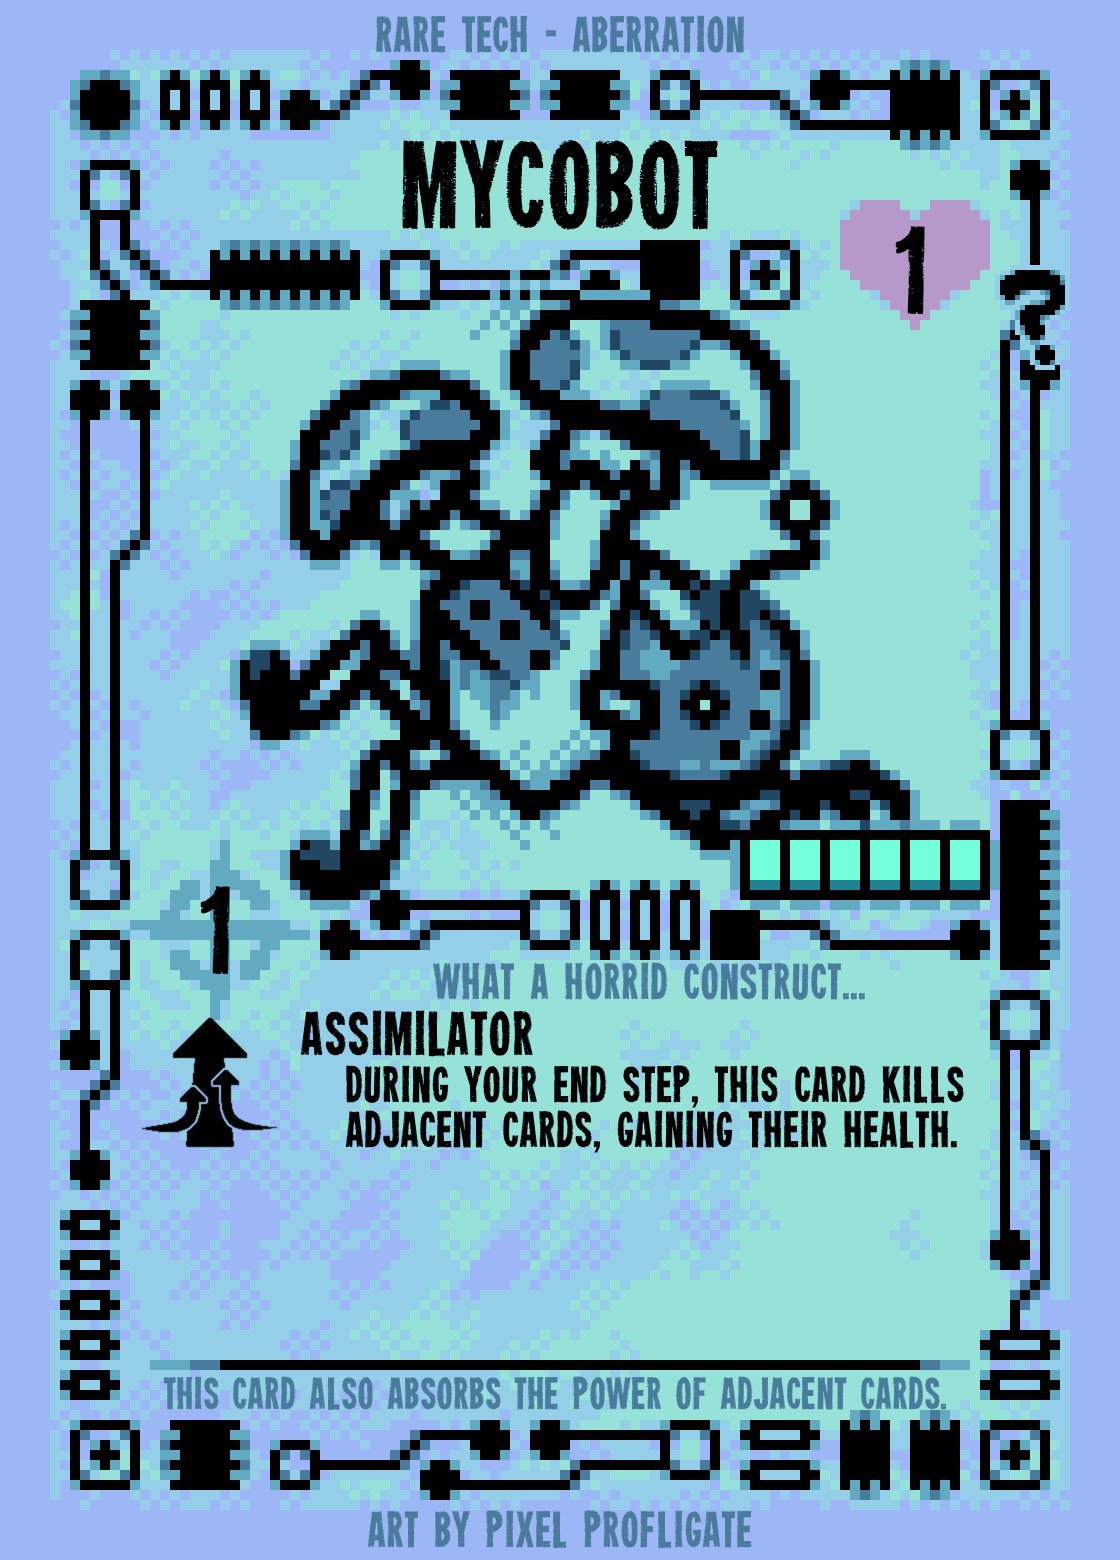 RARE TECH - ABERRATION
MYCOBOT
1
?
1
WHAT A HORRID CONSTRUCT...
ASSIMILATOR
DURING YOUR END STEP, THIS CARD KILLS
ADJACENT CARDS, GAINING THEIR HEALTH.
THIS CARD ALSO ABSORBS THE POWER OF ADJACENT CARDS.
ART BY PIXEL PROFLIGATE